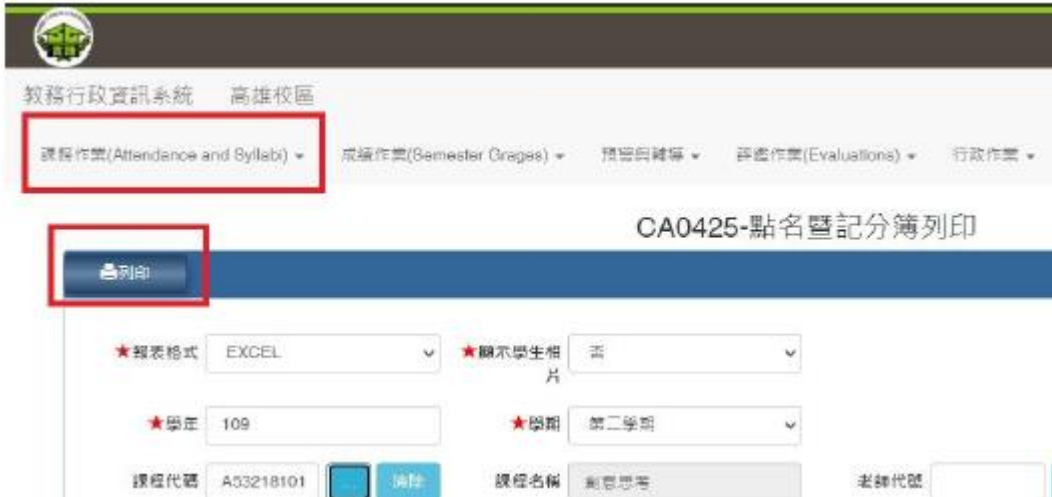 教務行政資訊系統 高雄校區
課程作業(Attendance and Syllabi) 成績作業(Semester Grages) 預警與輔導 評鑑作業(Evaluations) 行政作業
CA0425-點名暨記分簿列印
列印
★報表格式 EXCEL ★顯示學生相片 否
★學年 109 ★學期 第二學期
課程代碼 A53218101 ... 清除 課程名稱 創意思考 老師代號